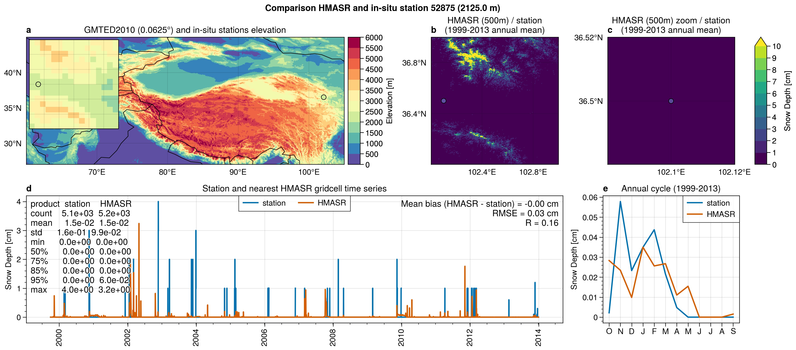 Comparison HMASR and in-situ station 52875 (2125.0 m)
a
GMTED2010 (0.0625°) and in-situ stations elevation
40°N
35°N
30°N
70°E
80°E
90°E
100°E
6000
5500
5000
4500
4000
3500
3000
2500
2000
1500
1000
500
0
Elevation [m]
b
HMASR (500m) / station
(1999-2013 annual mean)
36.8°N
36.4°N
102.4°E
102.8°E
c
HMASR (500m) zoom / station
(1999-2013 annual mean)
36.52°N
36.5°N
102.1°E
102.12°E
10
9
8
7
6
5
4
3
2
1
0
Snow Depth [cm]
d
Station and nearest HMASR gridcell time series
product station HMASR
count 5.1e+03 5.2e+03
mean 1.5e-02 1.5e-02
std 1.6e-01 9.9e-02
min 0.0e+00 0.0e+00
50% 0.0e+00 0.0e+00
75% 0.0e+00 0.0e+00
85% 0.0e+00 0.0e+00
95% 0.0e+00 6.0e-02
max 4.0e+00 3.2e+00
station
HMASR
Mean bias (HMASR - station) = -0.00 cm
RMSE = 0.03 cm
R = 0.16
Snow Depth [cm]
4
3
2
1
0
2000
2002
2004
2006
2008
2010
2012
2014
e
Annual cycle (1999-2013)
station
HMASR
Snow Depth [cm]
0.06
0.05
0.04
0.03
0.02
0.01
0
O N D J F M A M J J A S